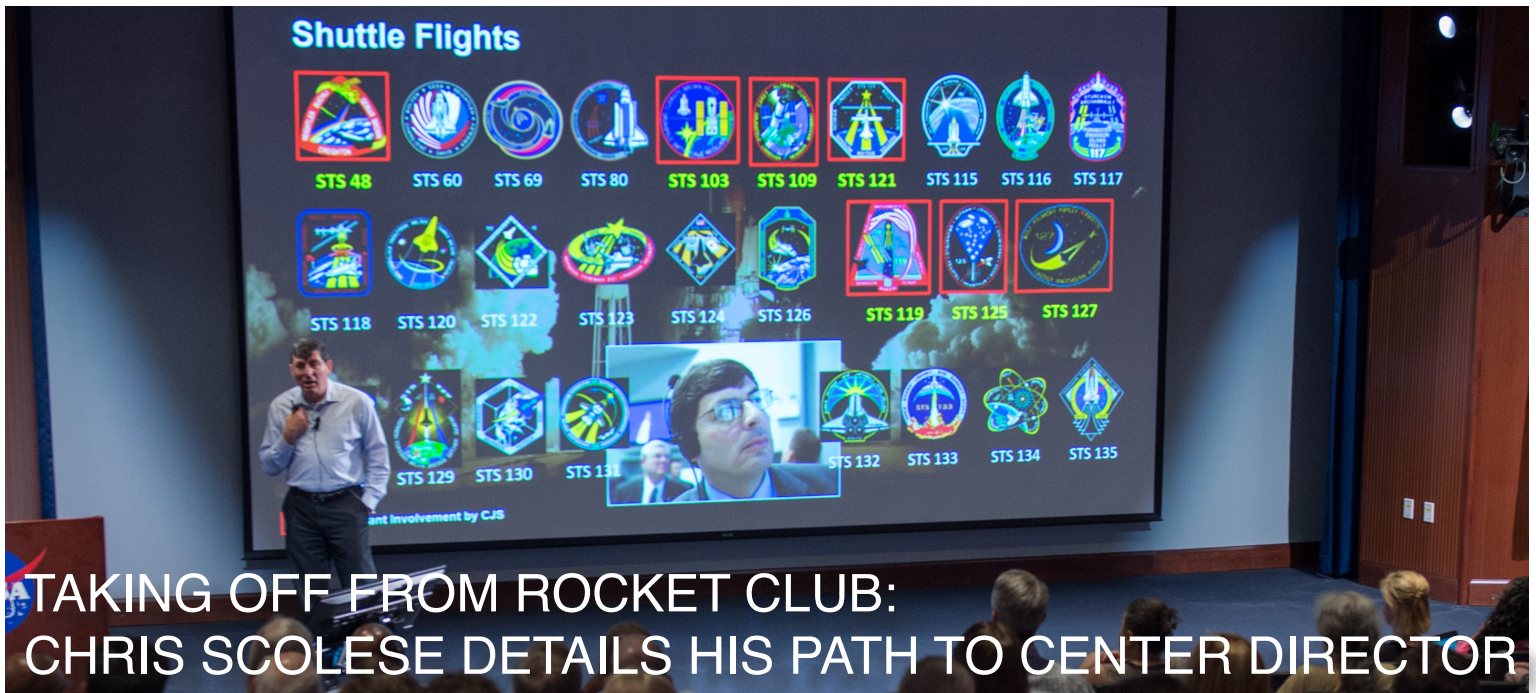 Shuttle Flights
STS 48 STS 60 STS 69 STS 80 STS 103 STS 109 STS 121 STS 115 STS 116 STS 117
STS 118 STS 120 STS 122 STS 123 STS 124 STS 126 STS 119 STS 125 STS 127
STS 129 STS 130 STS 131 STS 132 STS 133 STS 134 STS 135
Involvement by CJS
TAKING OFF FROM ROCKET CLUB:
CHRIS SCOLESE DETAILS HIS PATH TO CENTER DIRECTOR